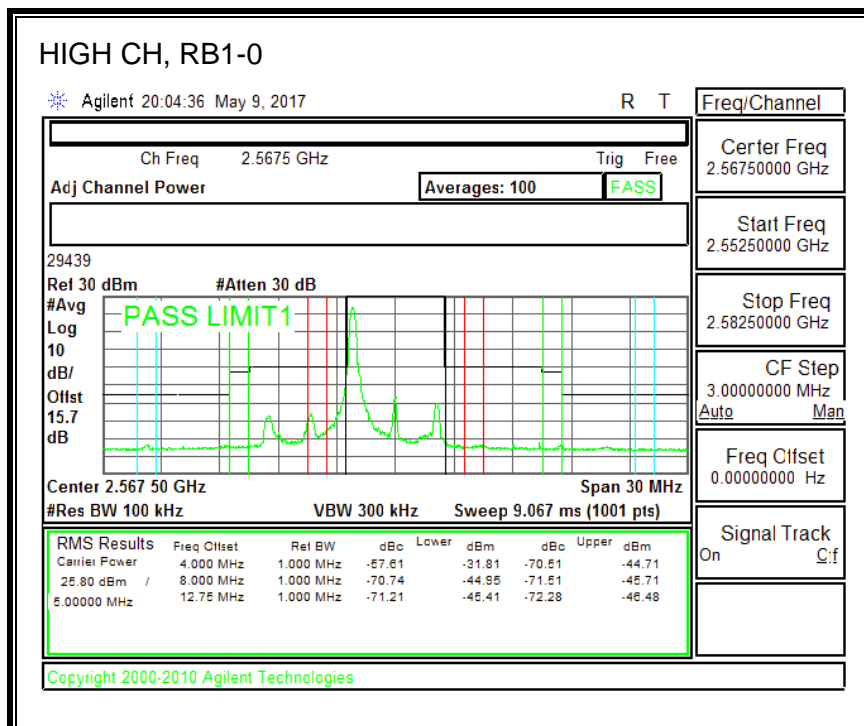 HIGH CH, RB1-0
Agilent 20:04:36 May 9, 2017 R T
Freq/Channel
Ch Freq 2.5675 GHz Trig Free
Adj Channel Power Averages: 100 PASS
Center Freq
2.56750000 GHz
Start Freq
2.55250000 GHz
29439
Ref 30 dBm #Atten 30 dB
#Avg
Log
10
dB/
Offst
15.7
dB
PASS LIMIT1
Stop Freq
2.58250000 GHz
CF Step
3.00000000 MHz
Auto Man
Freq Offset
0.00000000 Hz
Center 2.567 50 GHz Span 30 MHz
#Res BW 100 kHz VBW 300 kHz Sweep 9.067 ms (1001 pts)
Signal Track
On Off
RMS Results Freq Offset Ref BW dBc Lower dBm dBc Upper dBm
Carrier Power 4.000 MHz 1.000 MHz -57.61 -31.81 -70.51 -44.71
25.80 dBm / 8.000 MHz 1.000 MHz -70.74 -44.95 -71.51 -45.71
5.00000 MHz 12.75 MHz 1.000 MHz -71.21 -45.41 -72.28 -46.48
Copyright 2000-2010 Agilent Technologies